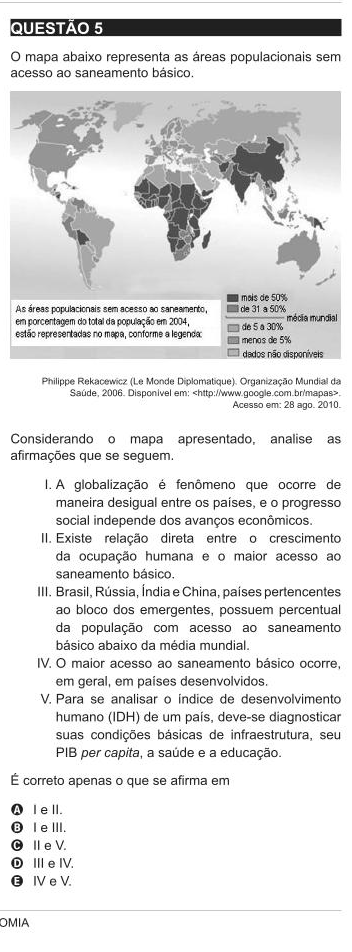 QUESTÃO 5
O mapa abaixo representa as áreas populacionais sem
acesso ao saneamento básico.
As áreas populacionais sem acesso ao saneamento,
em porcentagem do total da população em 2004,
estão representadas no mapa, conforme a legenda:
mais de 50%
de 31 a 50%
média mundial
de 5 a 30%
menos de 5%
dados não disponíveis
Philippe Rekacewicz (Le Monde Diplomatique). Organização Mundial da
Saúde, 2006. Disponível em: <http://www.google.com.br/mapas>.
Acesso em: 28 ago. 2010.
Considerando o mapa apresentado, analise as
afirmações que se seguem.
I. A globalização é fenômeno que ocorre de
maneira desigual entre os países, e o progresso
social independe dos avanços econômicos.
II. Existe relação direta entre o crescimento
da ocupação humana e o maior acesso ao
saneamento básico.
III. Brasil, Rússia, Índia e China, países pertencentes
ao bloco dos emergentes, possuem percentual
da população com acesso ao saneamento
básico abaixo da média mundial.
IV. O maior acesso ao saneamento básico ocorre,
em geral, em países desenvolvidos.
V. Para se analisar o índice de desenvolvimento
humano (IDH) de um país, deve-se diagnosticar
suas condições básicas de infraestrutura, seu
PIB per capita, a saúde e a educação.
É correto apenas o que se afirma em
A I e II.
B I e III.
C II e V.
D III e IV.
E IV e V.
OMIA